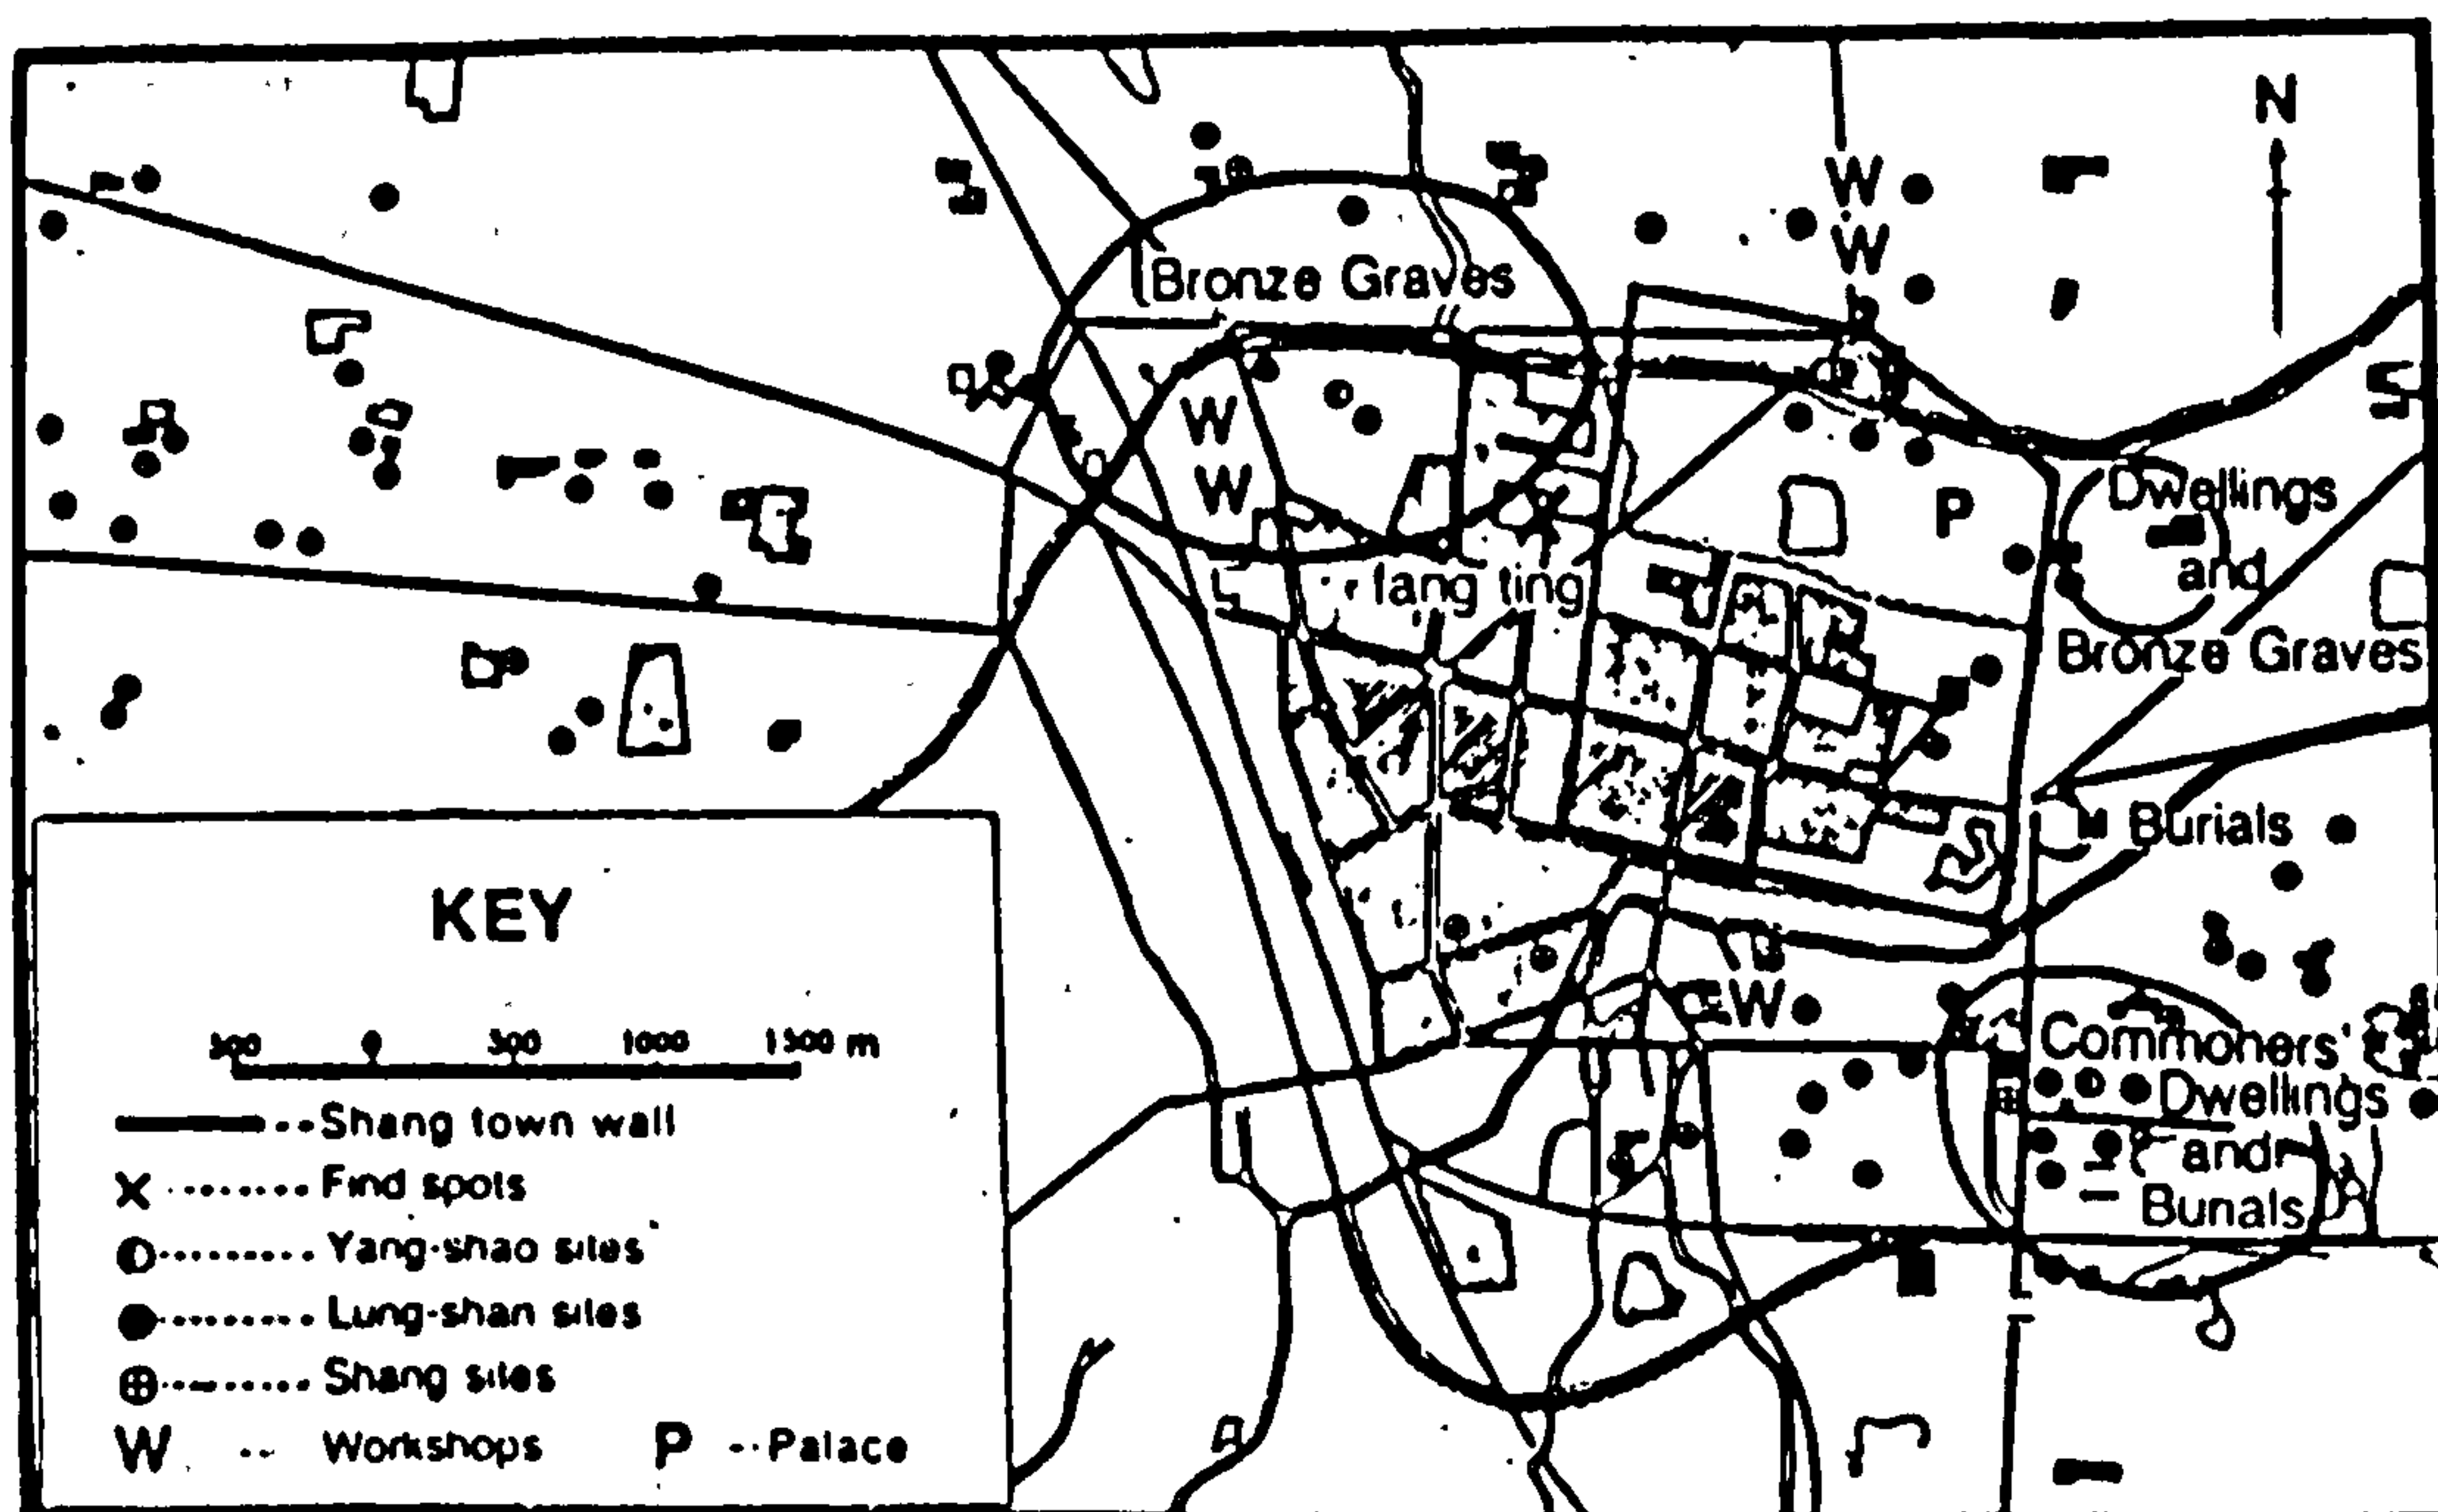 N
W
W
Bronze Graves
W
W
Dwellings
P
and
lang ting
Bronze Graves
Burials
W
Commoners'
Dwellings
and
Bunals
KEY
500 0 500 1000 1500 m
Shang town wall
X Find spots
Yang-shao sites
Lung-shan sites
Shang sites
W Workshops P Palace